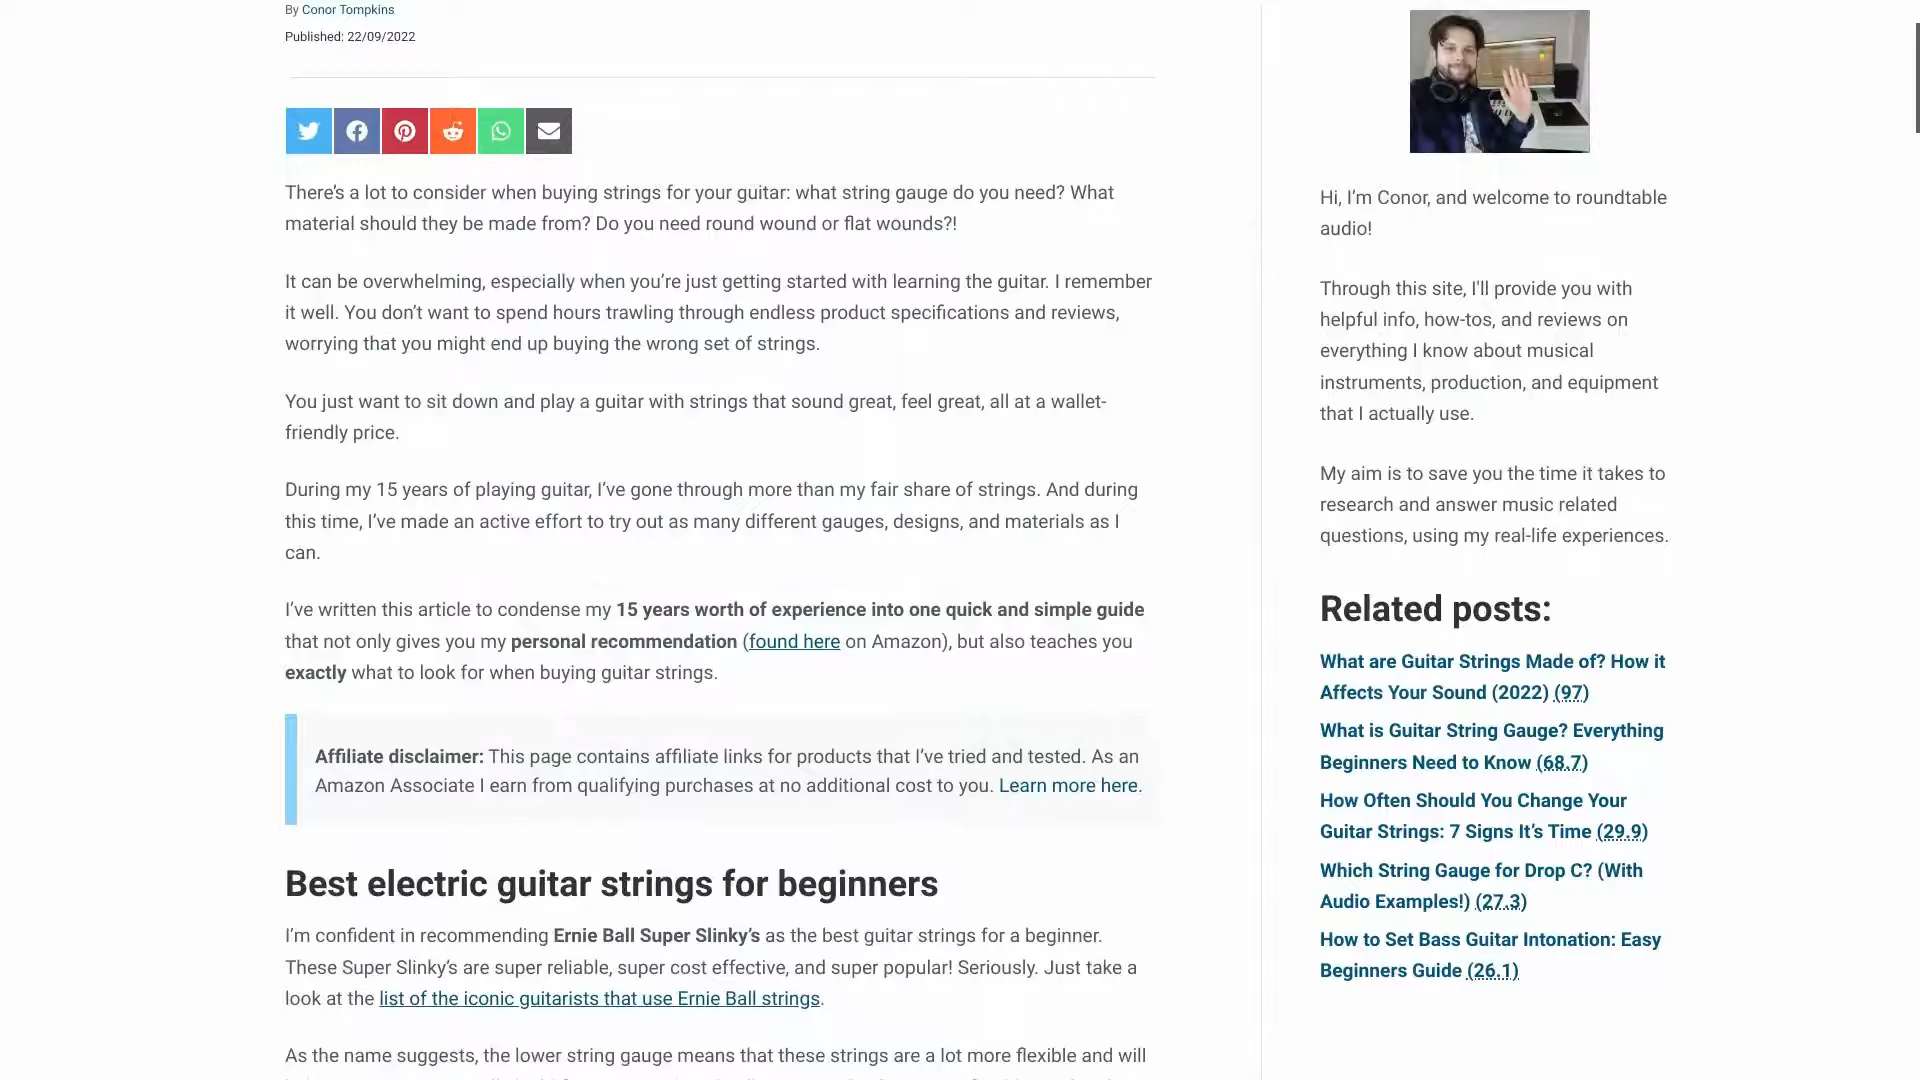 By Conor Tompkins
Published: 22/09/2022
There’s a lot to consider when buying strings for your guitar: what string gauge do you need? What
material should they be made from? Do you need round wound or flat wounds?!
It can be overwhelming, especially when you’re just getting started with learning the guitar. I remember
it well. You don’t want to spend hours trawling through endless product specifications and reviews,
worrying that you might end up buying the wrong set of strings.
You just want to sit down and play a guitar with strings that sound great, feel great, all at a wallet-
friendly price.
During my 15 years of playing guitar, I’ve gone through more than my fair share of strings. And during
this time, I’ve made an active effort to try out as many different gauges, designs, and materials as I
can.
I’ve written this article to condense my 15 years worth of experience into one quick and simple guide
that not only gives you my personal recommendation (found here on Amazon), but also teaches you
exactly what to look for when buying guitar strings.
Affiliate disclaimer: This page contains affiliate links for products that I’ve tried and tested. As an
Amazon Associate I earn from qualifying purchases at no additional cost to you. Learn more here.
Best electric guitar strings for beginners
I’m confident in recommending Ernie Ball Super Slinky’s as the best guitar strings for a beginner.
These Super Slinky’s are super reliable, super cost effective, and super popular! Seriously. Just take a
look at the list of the iconic guitarists that use Ernie Ball strings.
As the name suggests, the lower string gauge means that these strings are a lot more flexible and will
Hi, I’m Conor, and welcome to roundtable
audio!
Through this site, I'll provide you with
helpful info, how-tos, and reviews on
everything I know about musical
instruments, production, and equipment
that I actually use.
My aim is to save you the time it takes to
research and answer music related
questions, using my real-life experiences.
Related posts:
What are Guitar Strings Made of? How it
Affects Your Sound (2022) (97)
What is Guitar String Gauge? Everything
Beginners Need to Know (68.7)
How Often Should You Change Your
Guitar Strings: 7 Signs It’s Time (29.9)
Which String Gauge for Drop C? (With
Audio Examples!) (27.3)
How to Set Bass Guitar Intonation: Easy
Beginners Guide (26.1)